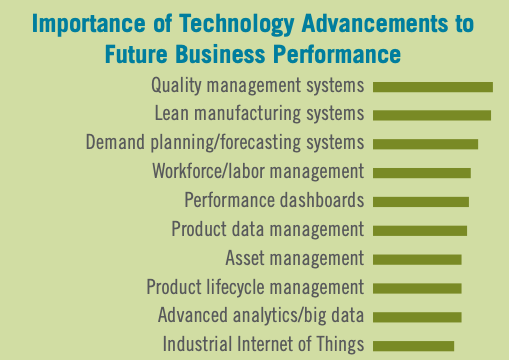 Importance of Technology Advancements to
Future Business Performance
Quality management systems
Lean manufacturing systems
Demand planning/forecasting systems
Workforce/labor management
Performance dashboards
Product data management
Asset management
Product lifecycle management
Advanced analytics/big data
Industrial Internet of Things